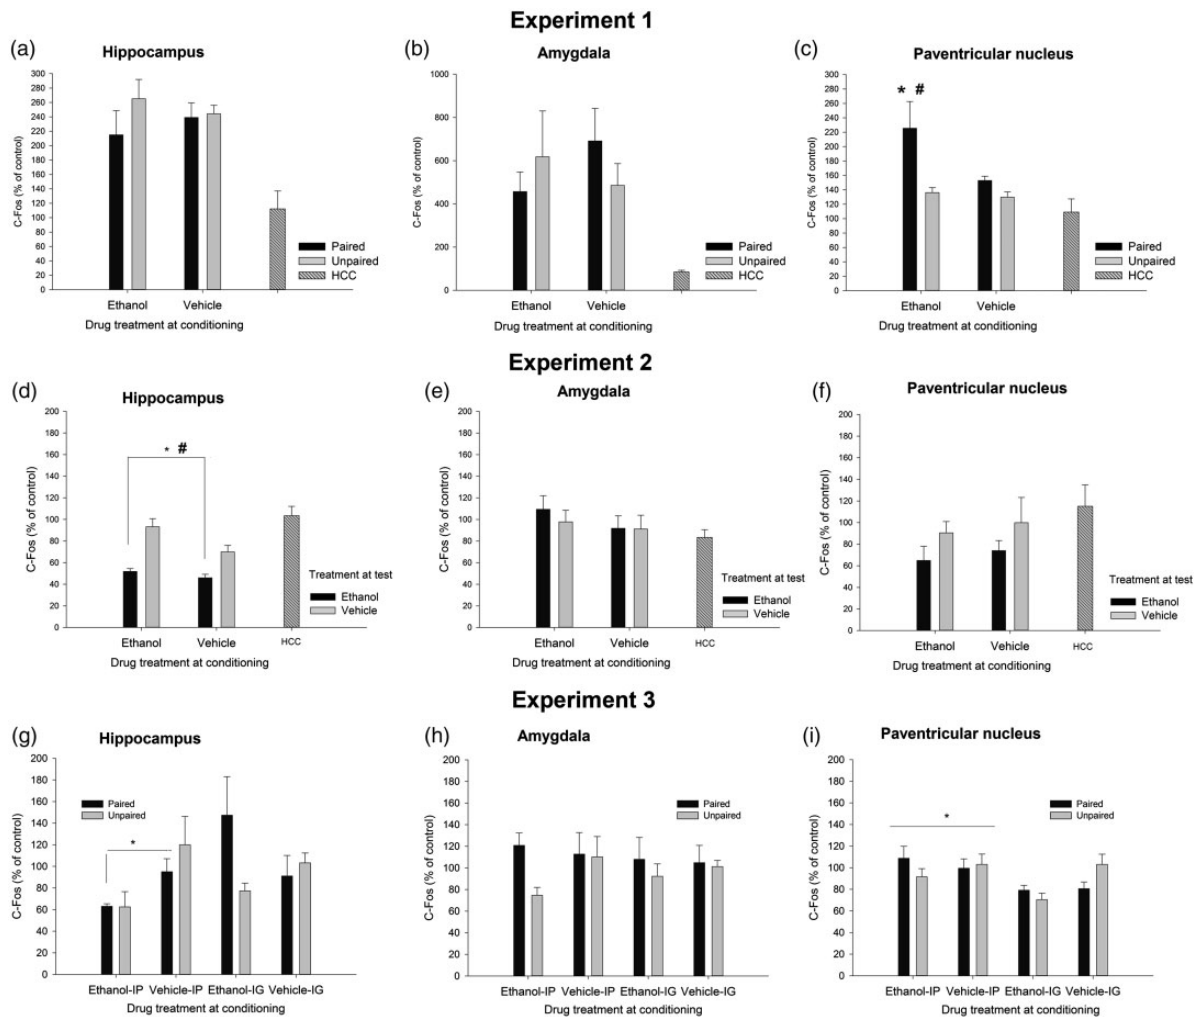 Experiment 1
(a)
Hippocampus
C-Fos (% of control)
300
280
260
240
220
200
180
160
140
120
100
80
60
40
20
0
Paired
Unpaired
HCC
Ethanol
Vehicle
Drug treatment at conditioning
(b)
Amygdala
C-Fos (% of control)
1000
800
600
400
200
0
Paired
Unpaired
HCC
Ethanol
Vehicle
Drug treatment at conditioning
(c)
Paventricular nucleus
C-Fos (% of control)
300
280
260
240
220
200
180
160
140
120
100
80
60
40
20
0
* #
Paired
Unpaired
HCC
Ethanol
Vehicle
Drug treatment at conditioning
Experiment 2
(d)
Hippocampus
C-Fos (% of control)
200
180
160
140
120
100
80
60
40
20
0
* #
Treatment at test
Ethanol
Vehicle
Ethanol
Vehicle
HCC
Drug treatment at conditioning
(e)
Amygdala
C-Fos (% of control)
200
180
160
140
120
100
80
60
40
20
0
Treatment at test
Ethanol
Vehicle
Ethanol
Vehicle
HCC
Drug treatment at conditioning
(f)
Paventricular nucleus
C-Fos (% of control)
200
180
160
140
120
100
80
60
40
20
0
Treatment at test
Ethanol
Vehicle
Ethanol
Vehicle
HCC
Drug treatment at conditioning
Experiment 3
(g)
Hippocampus
C-Fos (% of control)
200
180
160
140
120
100
80
60
40
20
0
Paired
Unpaired
*
Ethanol-IP
Vehicle-IP
Ethanol-IG
Vehicle-IG
Drug treatment at conditioning
(h)
Amygdala
C-Fos (% of control)
200
180
160
140
120
100
80
60
40
20
0
Paired
Unpaired
Ethanol-IP
Vehicle-IP
Ethanol-IG
Vehicle-IG
Drug treatment at conditioning
(i)
Paventricular nucleus
C-Fos (% of control)
200
180
160
140
120
100
80
60
40
20
0
Paired
Unpaired
*
Ethanol-IP
Vehicle-IP
Ethanol-IG
Vehicle-IG
Drug treatment at conditioning